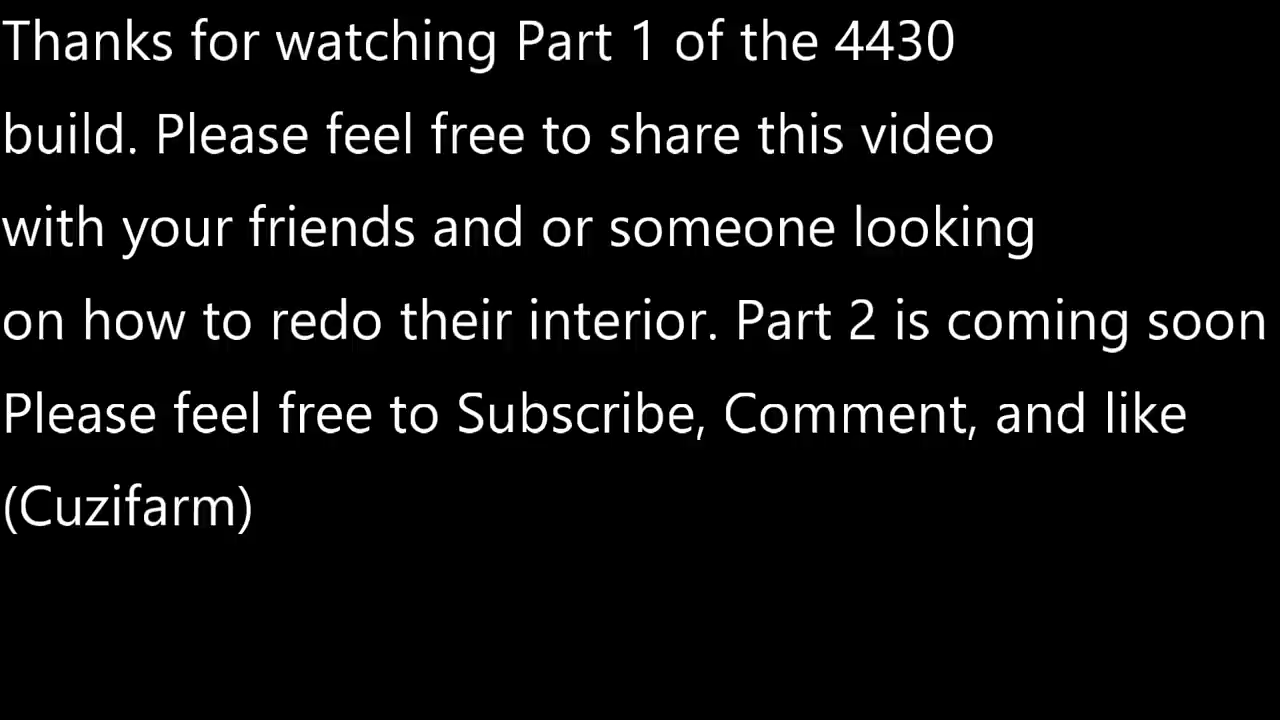 Thanks for watching Part 1 of the 4430
build. Please feel free to share this video
with your friends and or someone looking
on how to redo their interior. Part 2 is coming soon
Please feel free to Subscribe, Comment, and like
(Cuzifarm)